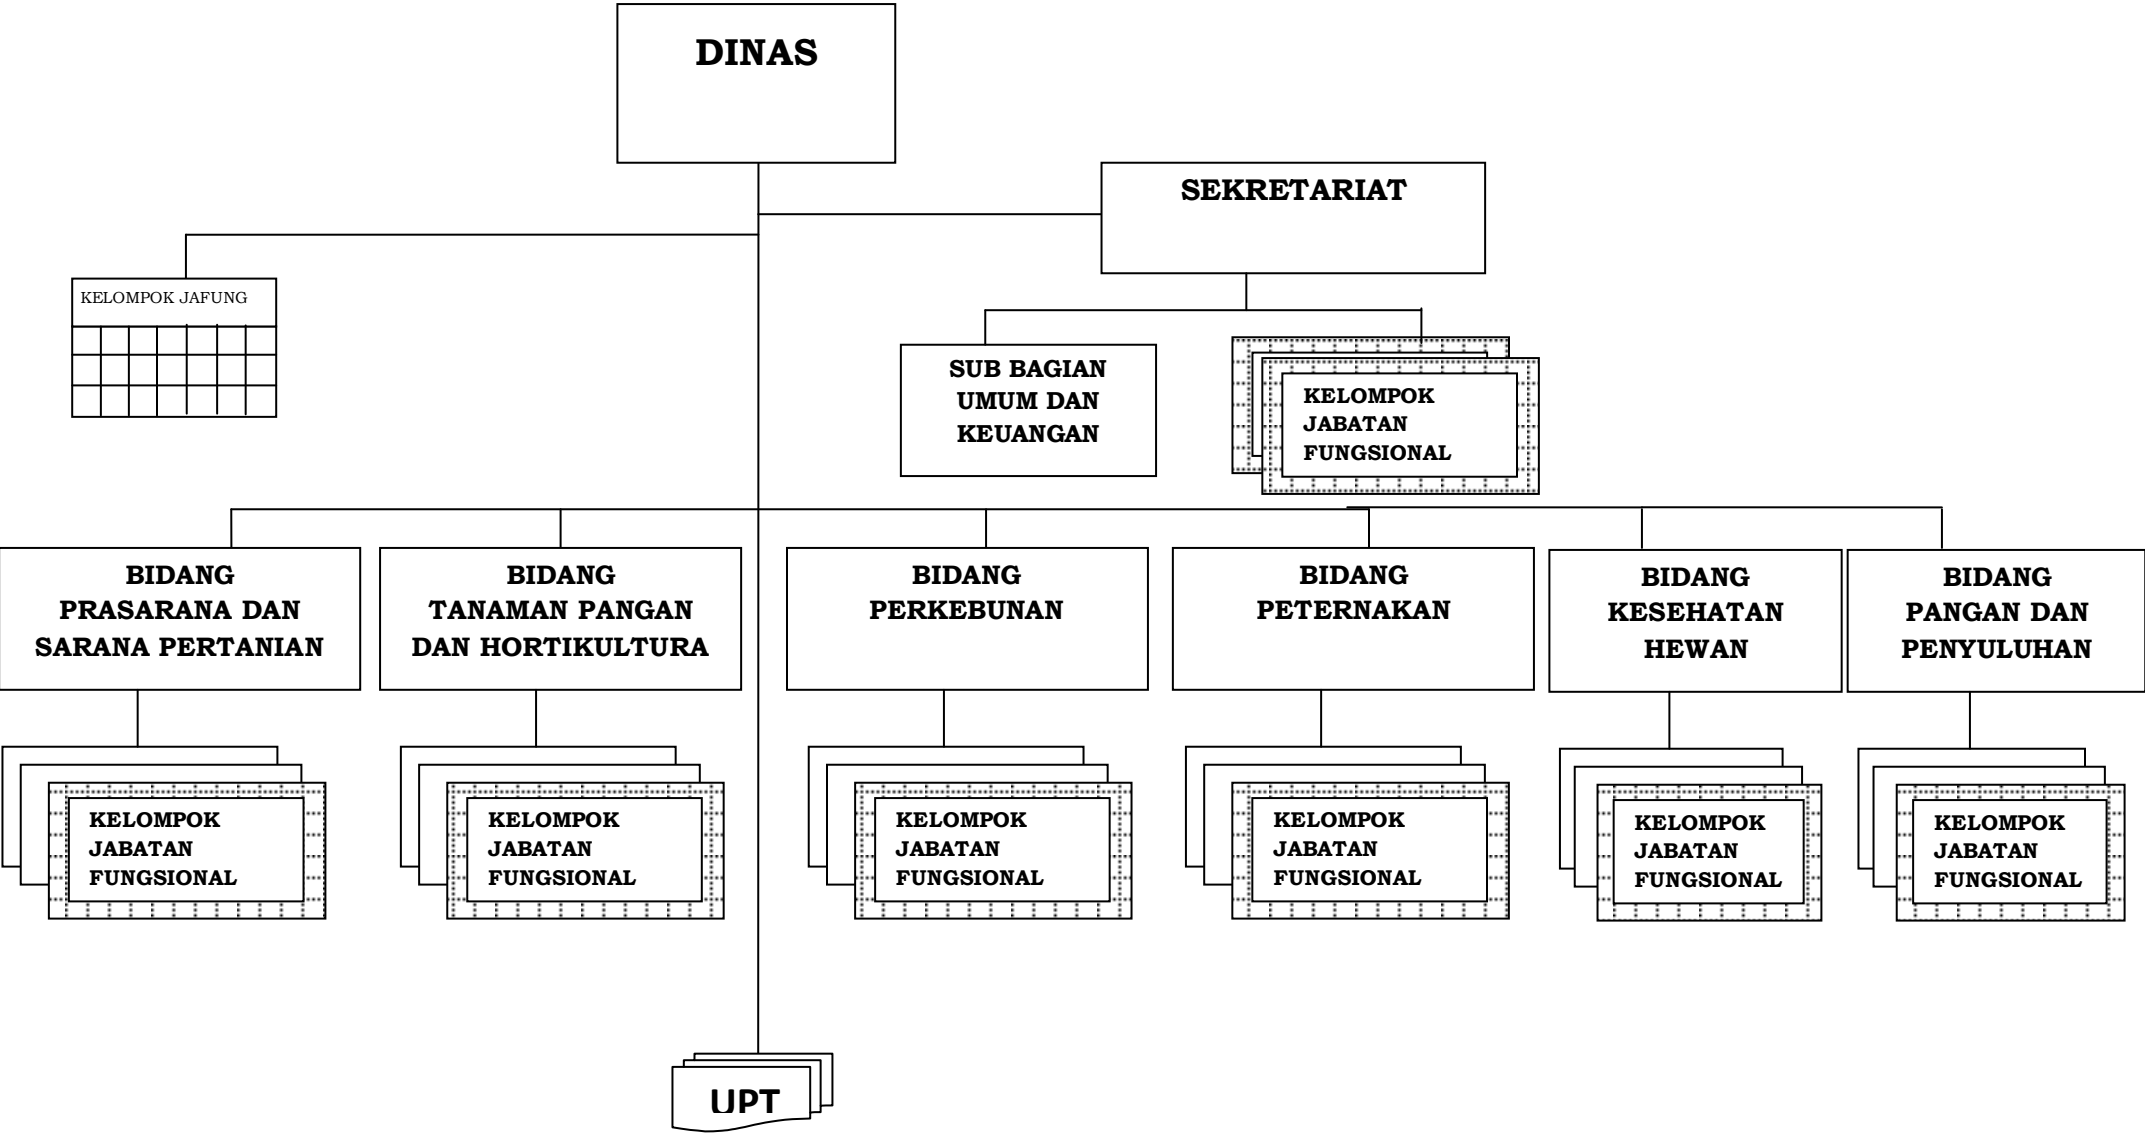 DINAS
SEKRETARIAT
KELOMPOK JAFUNG
SUB BAGIAN
UMUM DAN
KEUANGAN
KELOMPOK
JABATAN
FUNGSIONAL
BIDANG
PRASARANA DAN
SARANA PERTANIAN
BIDANG
TANAMAN PANGAN
DAN HORTIKULTURA
BIDANG
PERKEBUNAN
BIDANG
PETERNAKAN
BIDANG
KESEHATAN
HEWAN
BIDANG
PANGAN DAN
PENYULUHAN
KELOMPOK
JABATAN
FUNGSIONAL
KELOMPOK
JABATAN
FUNGSIONAL
KELOMPOK
JABATAN
FUNGSIONAL
KELOMPOK
JABATAN
FUNGSIONAL
KELOMPOK
JABATAN
FUNGSIONAL
KELOMPOK
JABATAN
FUNGSIONAL
UPT